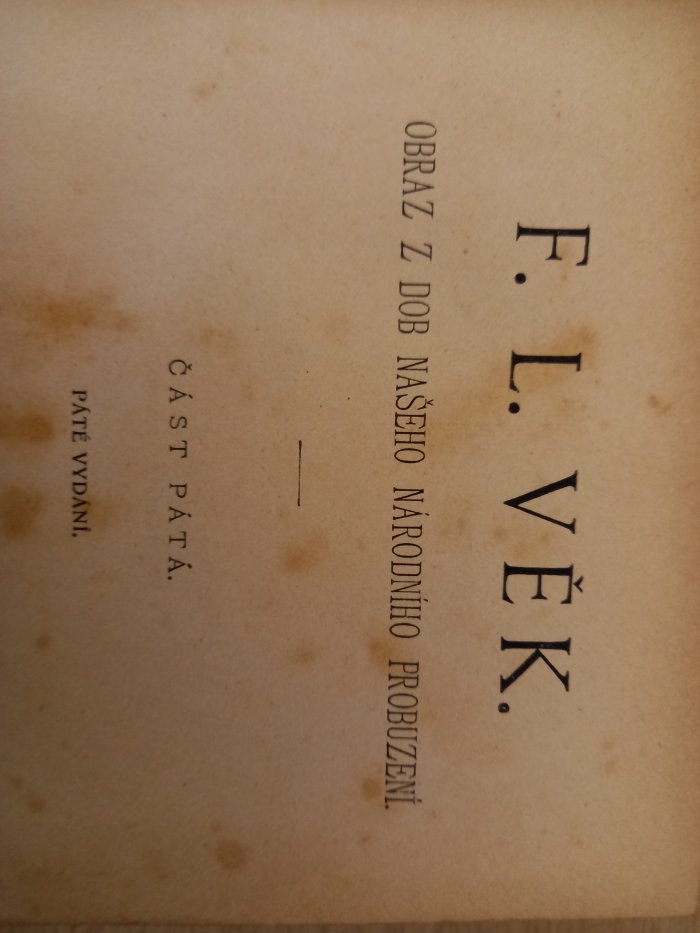 F. L. VĚK.
OBRAZ Z DOB NAŠEHO NÁRODNÍHO PROBUZENÍ.
ČÁST PÁTÁ.
PÁTÉ VYDÁNÍ.